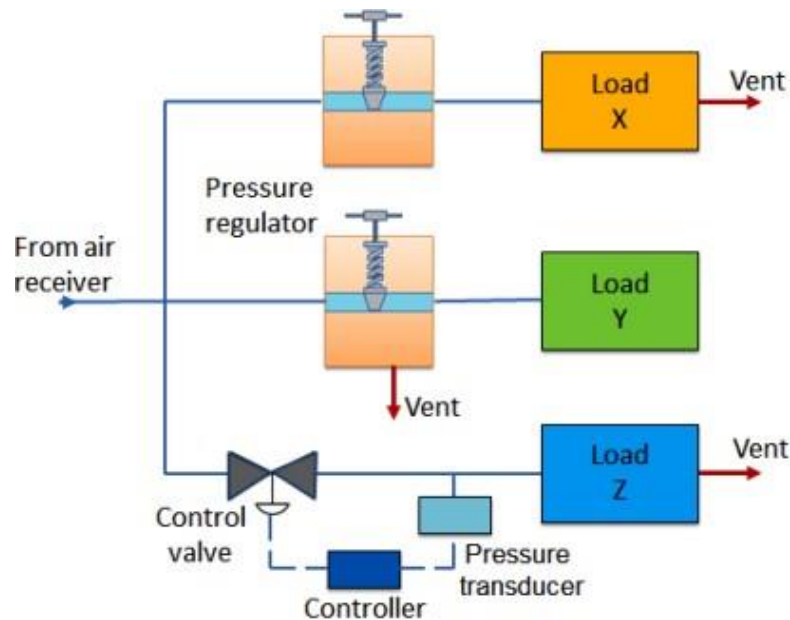 Load
X
Vent
Pressure
regulator
From air
receiver
Load
Y
Vent
Load
Z
Vent
Control
valve
Pressure
transducer
Controller